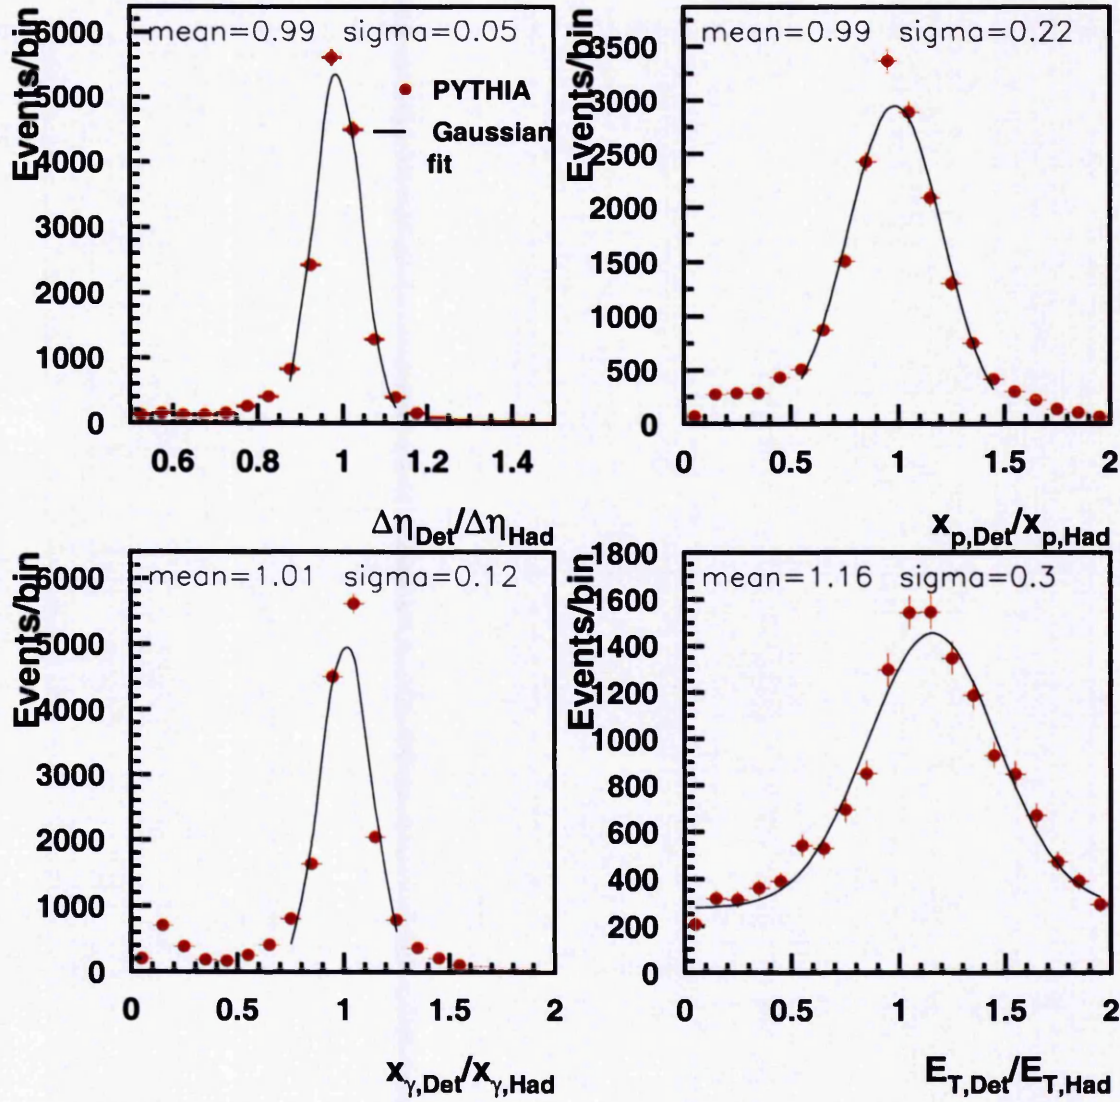 Events/bin
6000
5000
4000
3000
2000
1000
0
mean=0.99 sigma=0.05
PYTHIA
Gaussian
fit
0.6 0.8 1 1.2 1.4
Δη_Det/Δη_Had
Events/bin
3500
3000
2500
2000
1500
1000
500
0
mean=0.99 sigma=0.22
0 0.5 1 1.5 2
x_p,Det/x_p,Had
Events/bin
6000
5000
4000
3000
2000
1000
0
mean=1.01 sigma=0.12
0 0.5 1 1.5 2
x_γ,Det/x_γ,Had
Events/bin
1800
1600
1400
1200
1000
800
600
400
200
0
mean=1.16 sigma=0.3
0 0.5 1 1.5 2
E_T,Det/E_T,Had